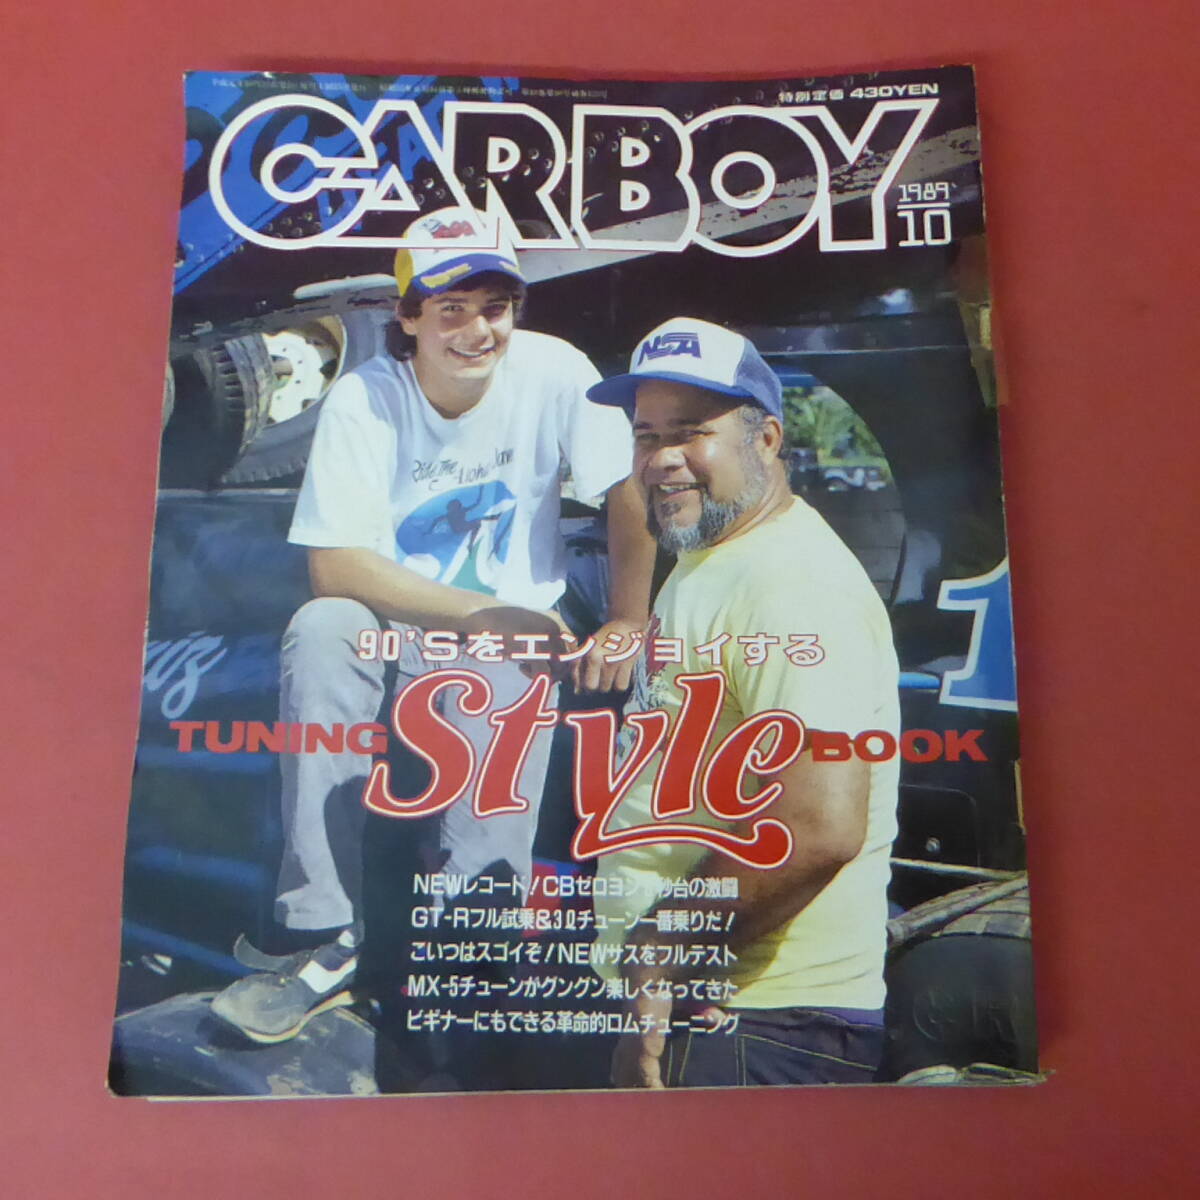 特別定価 430YEN
CARBOY
1989
10
NSA
Ride The
90'Sをエンジョイする
TUNING Style BOOK
1
NEWレコード!CBゼロヨン 秒台の激闘
GT-Rフル試乗&3ℓチューン一番乗りだ!
こいつはスゴイぞ!NEWサスをフルテスト
MX-5チューンがグングン楽しくなってきた
ビギナーにもできる革命的ロムチューニング